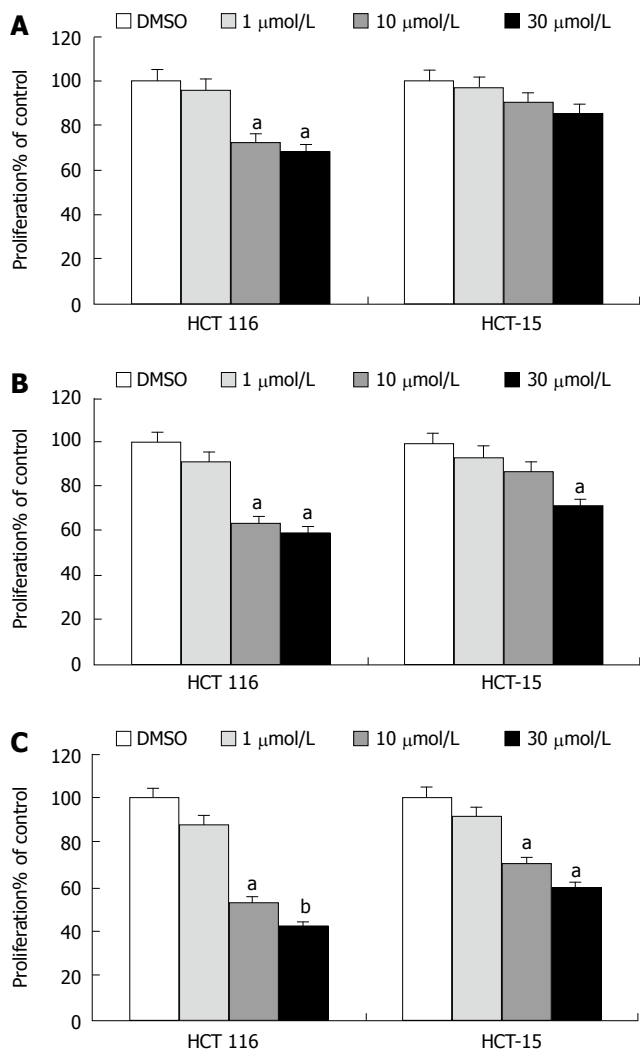 A
DMSO 1 μmol/L 10 μmol/L 30 μmol/L
120
100
80
60
40
20
0
Proliferation% of control
a a
HCT 116 HCT-15
B
DMSO 1 μmol/L 10 μmol/L 30 μmol/L
120
100
80
60
40
20
0
Proliferation% of control
a a a
HCT 116 HCT-15
C
DMSO 1 μmol/L 10 μmol/L 30 μmol/L
120
100
80
60
40
20
0
Proliferation% of control
a b a a
HCT 116 HCT-15